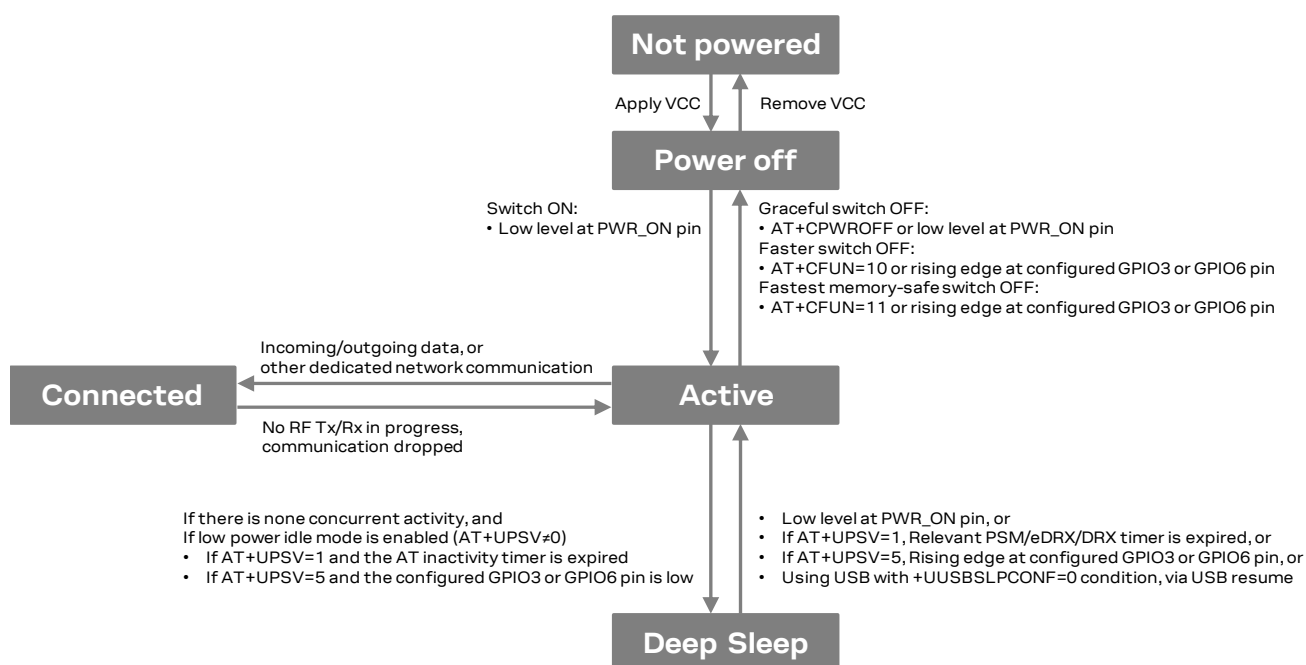 Not powered
Apply VCC
Remove VCC
Power off
Switch ON:
• Low level at PWR_ON pin
Graceful switch OFF:
• AT+CPWROFF or low level at PWR_ON pin
Faster switch OFF:
• AT+CFUN=10 or rising edge at configured GPIO3 or GPIO6 pin
Fastest memory-safe switch OFF:
• AT+CFUN=11 or rising edge at configured GPIO3 or GPIO6 pin
Incoming/outgoing data, or
other dedicated network communication
Connected
Active
No RF Tx/Rx in progress,
communication dropped
If there is none concurrent activity, and
If low power idle mode is enabled (AT+UPSV≠0)
• If AT+UPSV=1 and the AT inactivity timer is expired
• If AT+UPSV=5 and the configured GPIO3 or GPIO6 pin is low
• Low level at PWR_ON pin, or
• If AT+UPSV=1, Relevant PSM/eDRX/DRX timer is expired, or
• If AT+UPSV=5, Rising edge at configured GPIO3 or GPIO6 pin, or
• Using USB with +UUSBSLPCONF=0 condition, via USB resume
Deep Sleep